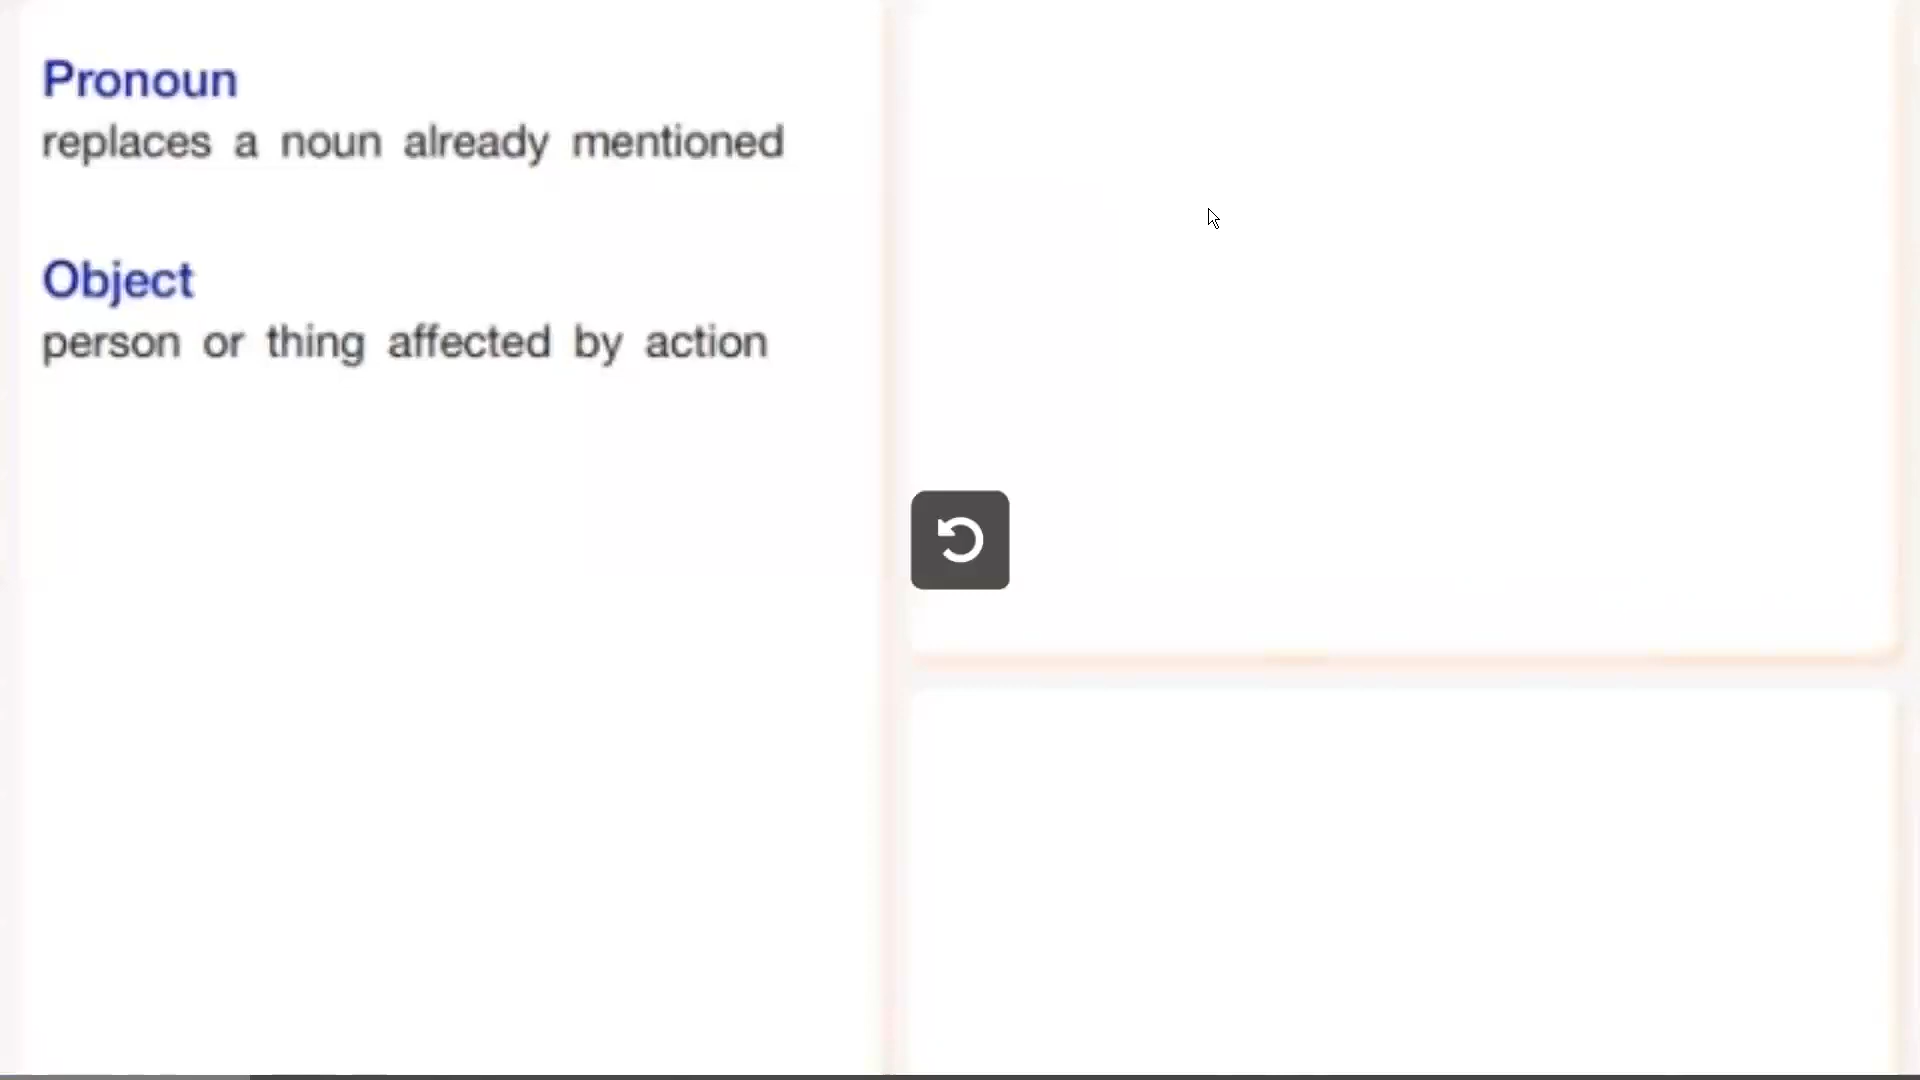 Pronoun
replaces a noun already mentioned
Object
person or thing affected by action